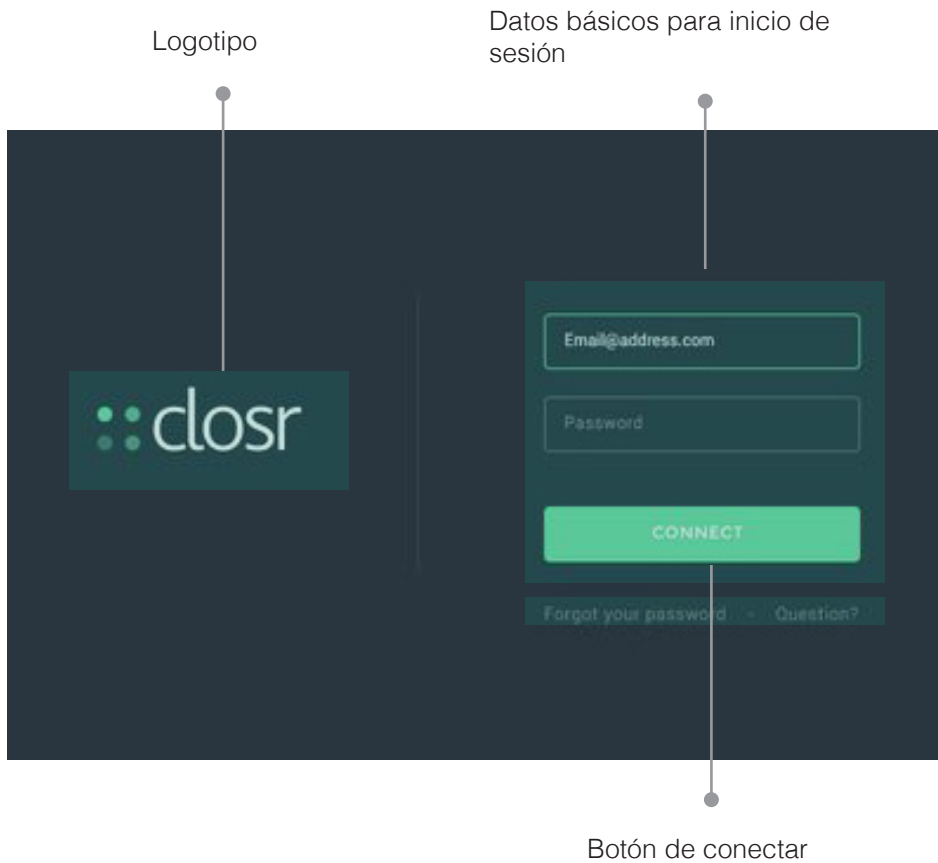 Logotipo
Datos básicos para inicio de
sesión
Email@address.com
closr
Password
CONNECT
Forgot your password - Question?
Botón de conectar